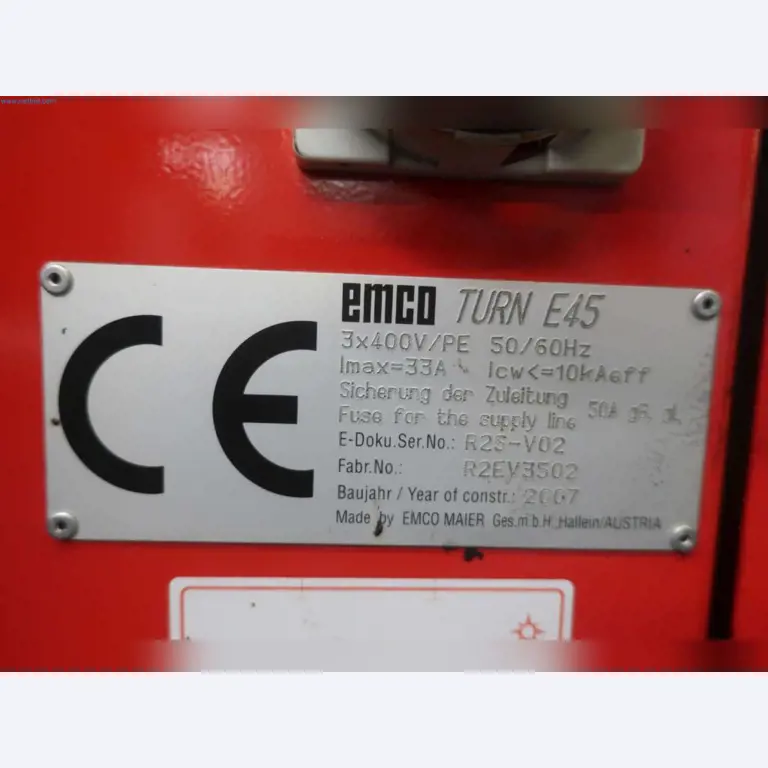 CE
emco TURN E45
3x400V/PE 50/60Hz
Imax=33A Icw<=10kAeff
Sicherung der Zuleitung 50A gR, gL
Fuse for the supply line
E-Doku.Ser.No.: R2S-V02
Fabr.No.: R2EV3502
Baujahr / Year of constr.: 2007
Made by EMCO MAIER Ges.m.b.H. Hallein/AUSTRIA